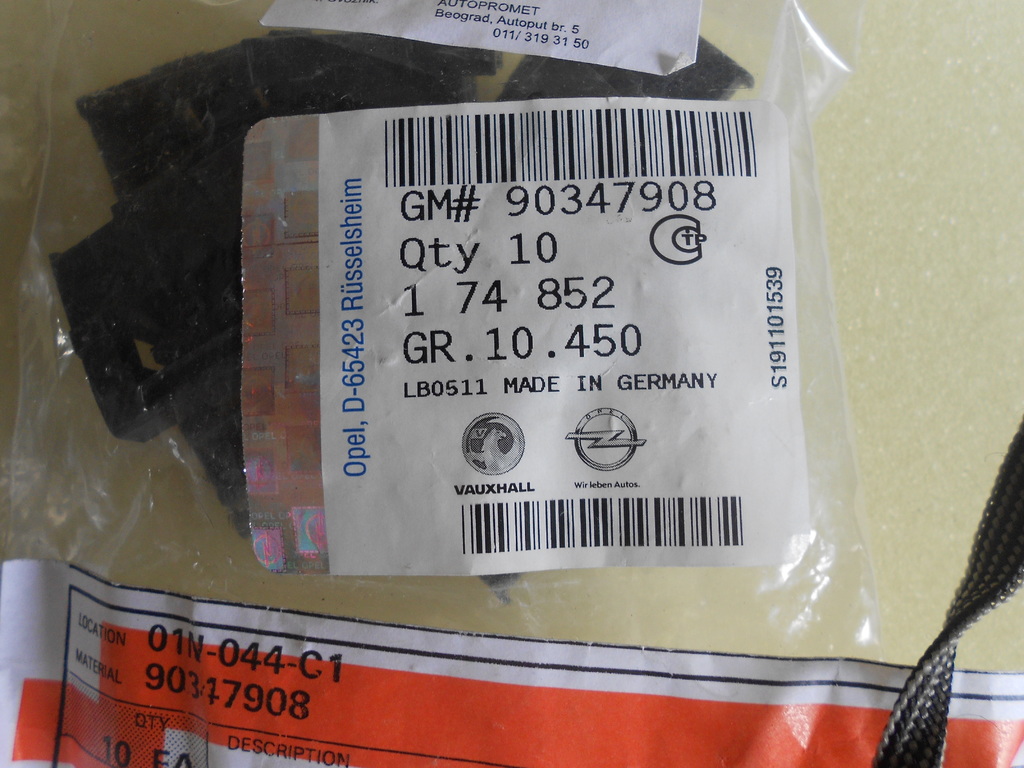 AUTOPROMET
Beograd, Autoput br. 5
011/ 319 31 50
Opel, D-65423 Rüsselsheim
GM# 90347908
Qty 10
1 74 852
GR.10.450
LB0511 MADE IN GERMANY
S191101539
VAUXHALL
OPEL
Wir leben Autos.
LOCATION 01N-044-C1
MATERIAL 90347908
QTY DESCRIPTION
10 EA